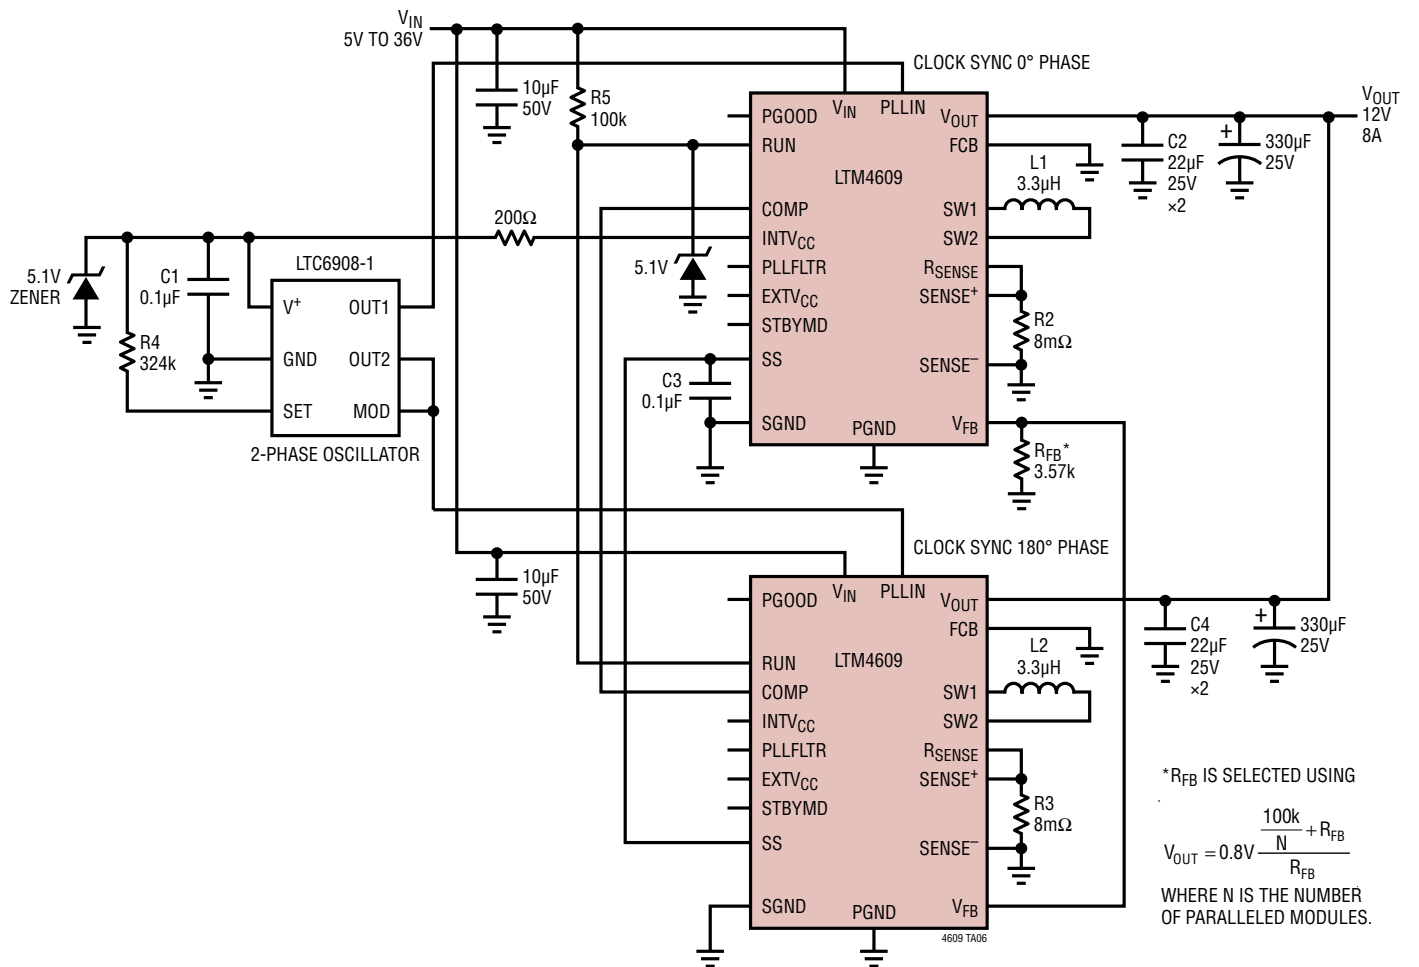 VIN
5V TO 36V
10µF
50V
R5
100k
CLOCK SYNC 0° PHASE
VOUT
12V
8A
PGOOD
VIN
PLLIN
VOUT
RUN
FCB
LTM4609
COMP
SW1
INTVCC
SW2
PLLFLTR
RSENSE
EXTVCC
SENSE+
STBYMD
SS
SENSE–
SGND
PGND
VFB
C2
22µF
25V
×2
+
330µF
25V
L1
3.3µH
200Ω
5.1V
5.1V
ZENER
C1
0.1µF
R4
324k
LTC6908-1
V+
OUT1
GND
OUT2
SET
MOD
2-PHASE OSCILLATOR
C3
0.1µF
R2
8mΩ
RFB*
3.57k
10µF
50V
CLOCK SYNC 180° PHASE
PGOOD
VIN
PLLIN
VOUT
FCB
RUN
LTM4609
COMP
SW1
INTVCC
SW2
PLLFLTR
RSENSE
EXTVCC
SENSE+
STBYMD
SS
SENSE–
SGND
PGND
VFB
4609 TA06
L2
3.3µH
C4
22µF
25V
×2
+
330µF
25V
R3
8mΩ
*RFB IS SELECTED USING
VOUT = 0.8V (100k/N + RFB)/RFB
WHERE N IS THE NUMBER
OF PARALLELED MODULES.